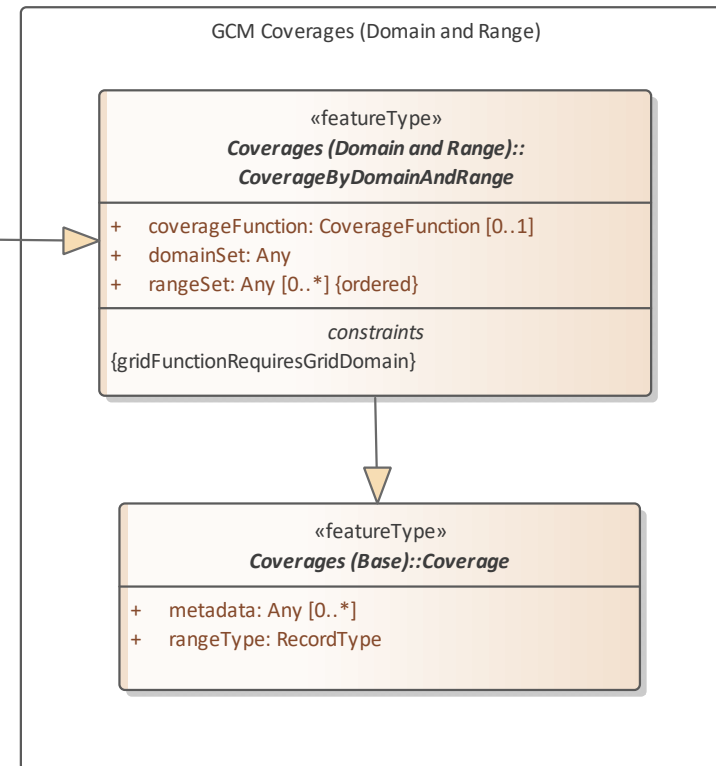 GCM Coverages (Domain and Range)
«featureType»
Coverages (Domain and Range)::
CoverageByDomainAndRange
+ coverageFunction: CoverageFunction [0..1]
+ domainSet: Any
+ rangeSet: Any [0..*] {ordered}
constraints
{gridFunctionRequiresGridDomain}
«featureType»
Coverages (Base)::Coverage
+ metadata: Any [0..*]
+ rangeType: RecordType